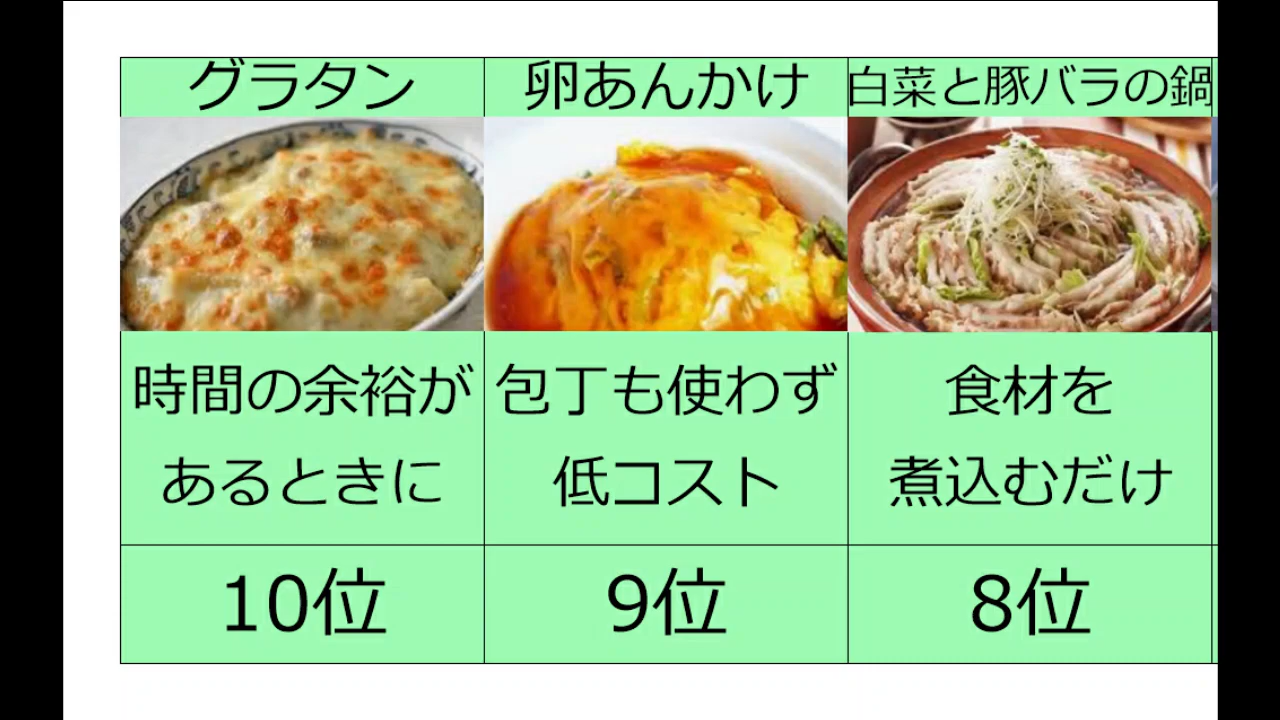 グラタン
卵あんかけ
白菜と豚バラの鍋
時間の余裕が
あるときに
包丁も使わず
低コスト
食材を
煮込むだけ
10位
9位
8位